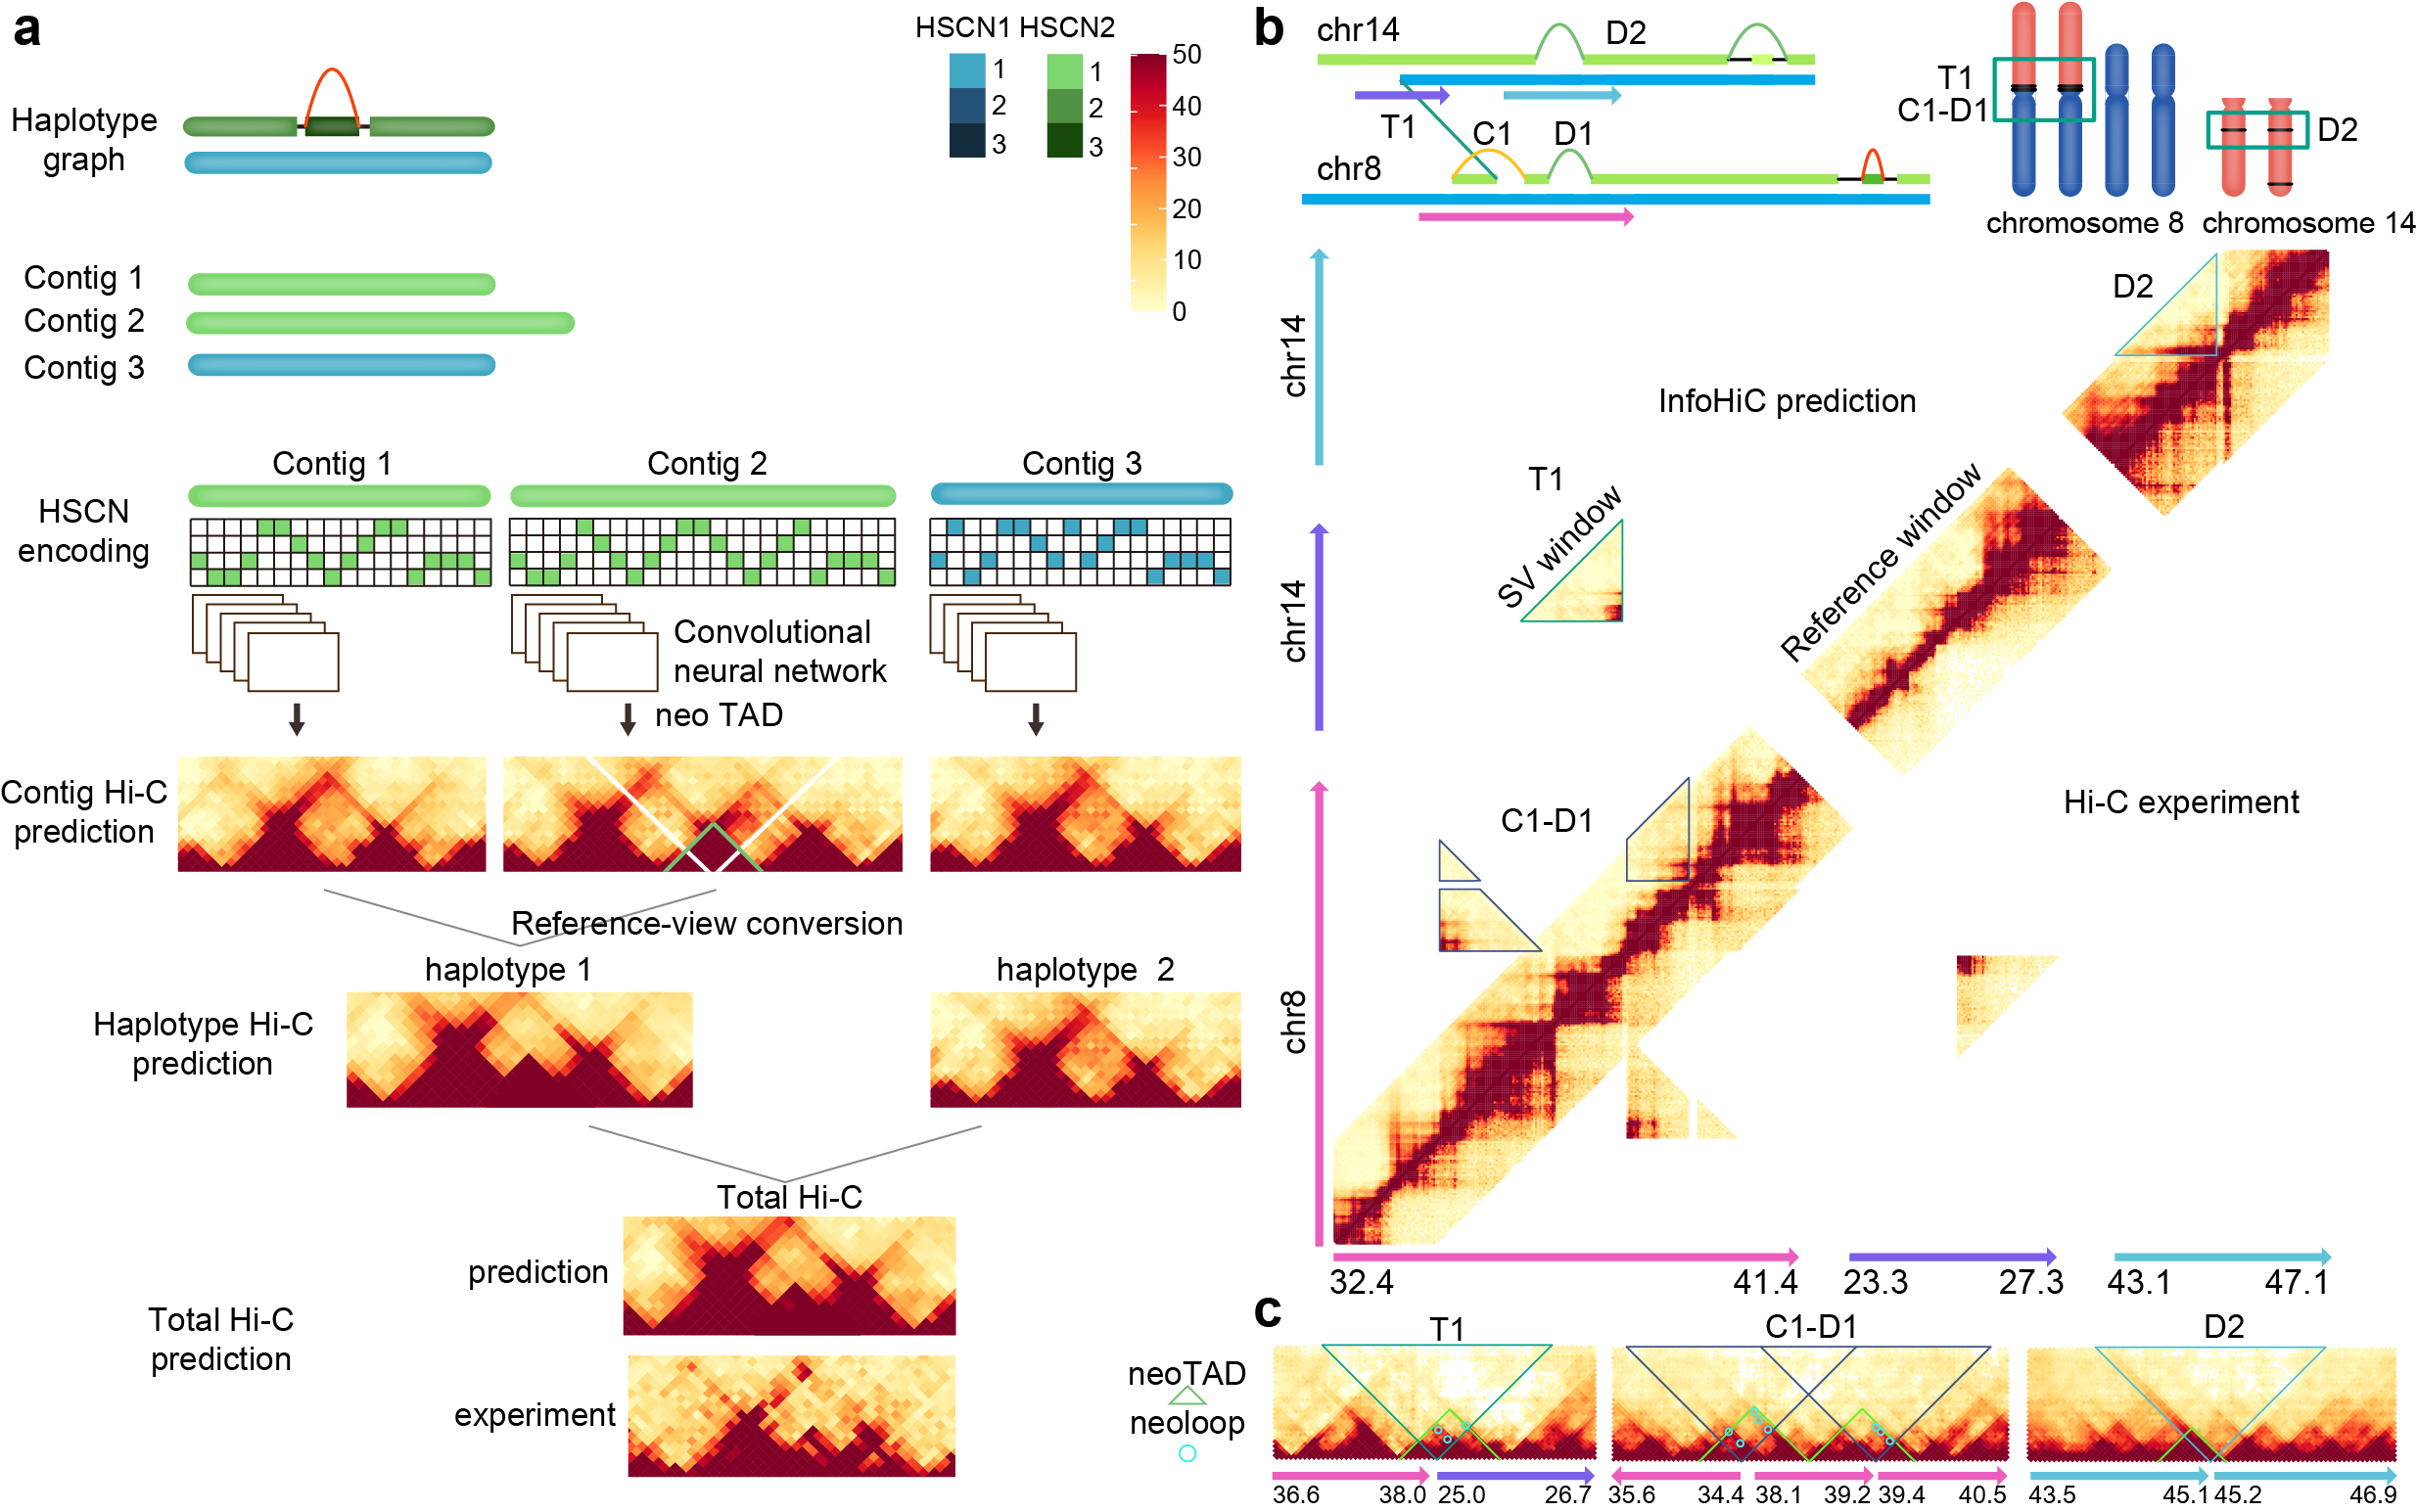 a
HSCN1 HSCN2
1
2
3
1
2
3
50
40
30
20
10
0
Haplotype
graph
Contig 1
Contig 2
Contig 3
Contig 1
Contig 2
Contig 3
HSCN
encoding
Convolutional
neural network
neo TAD
Contig Hi-C
prediction
Reference-view conversion
haplotype 1
haplotype 2
Haplotype Hi-C
prediction
Total Hi-C
prediction
Total Hi-C
prediction
experiment
b
chr14
D2
T1
C1
D1
chr8
T1
C1-D1
D2
chromosome 8
chromosome 14
chr14
D2
InfoHiC prediction
T1
SV window
Reference window
chr14
C1-D1
Hi-C experiment
chr8
32.4
41.4
23.3
27.3
43.1
47.1
c
T1
C1-D1
D2
neoTAD
neoloop
36.6
38.0
25.0
26.7
35.6
34.4
38.1
39.2
39.4
40.5
43.5
45.1
45.2
46.9